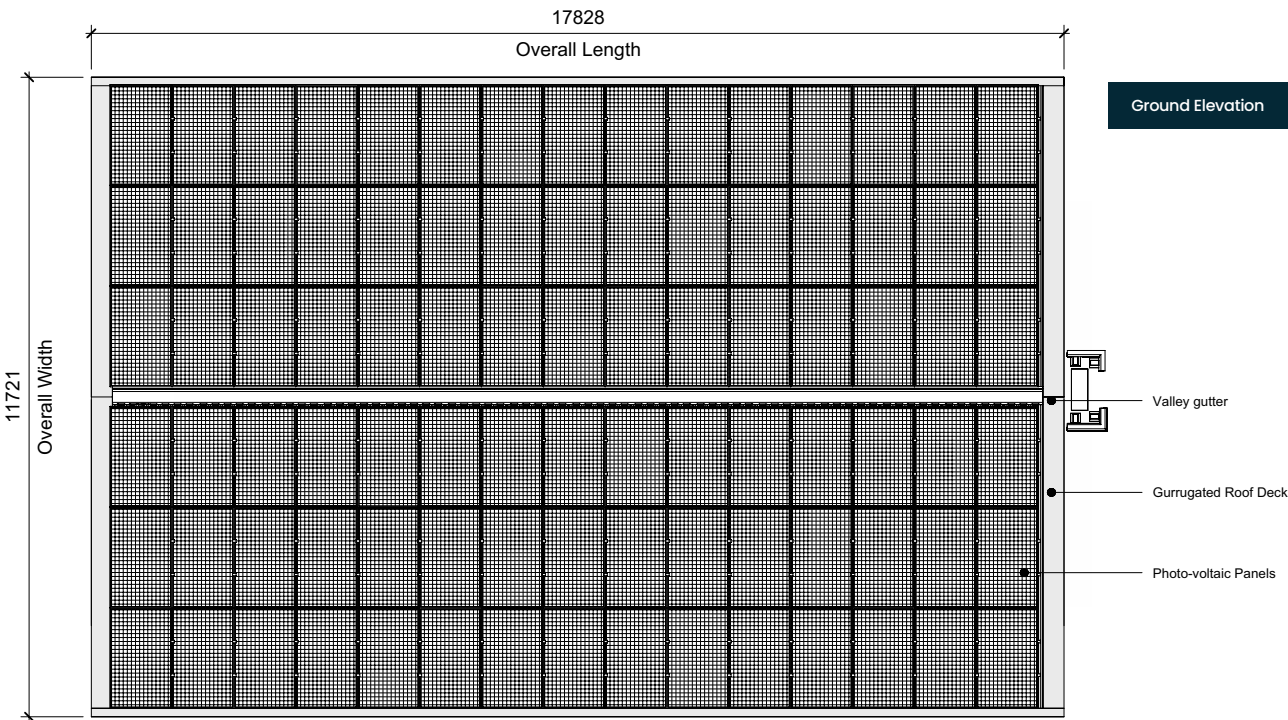 17828
Overall Length
Ground Elevation
11721
Overall Width
Valley gutter
Gurrugated Roof Deck
Photo-voltaic Panels